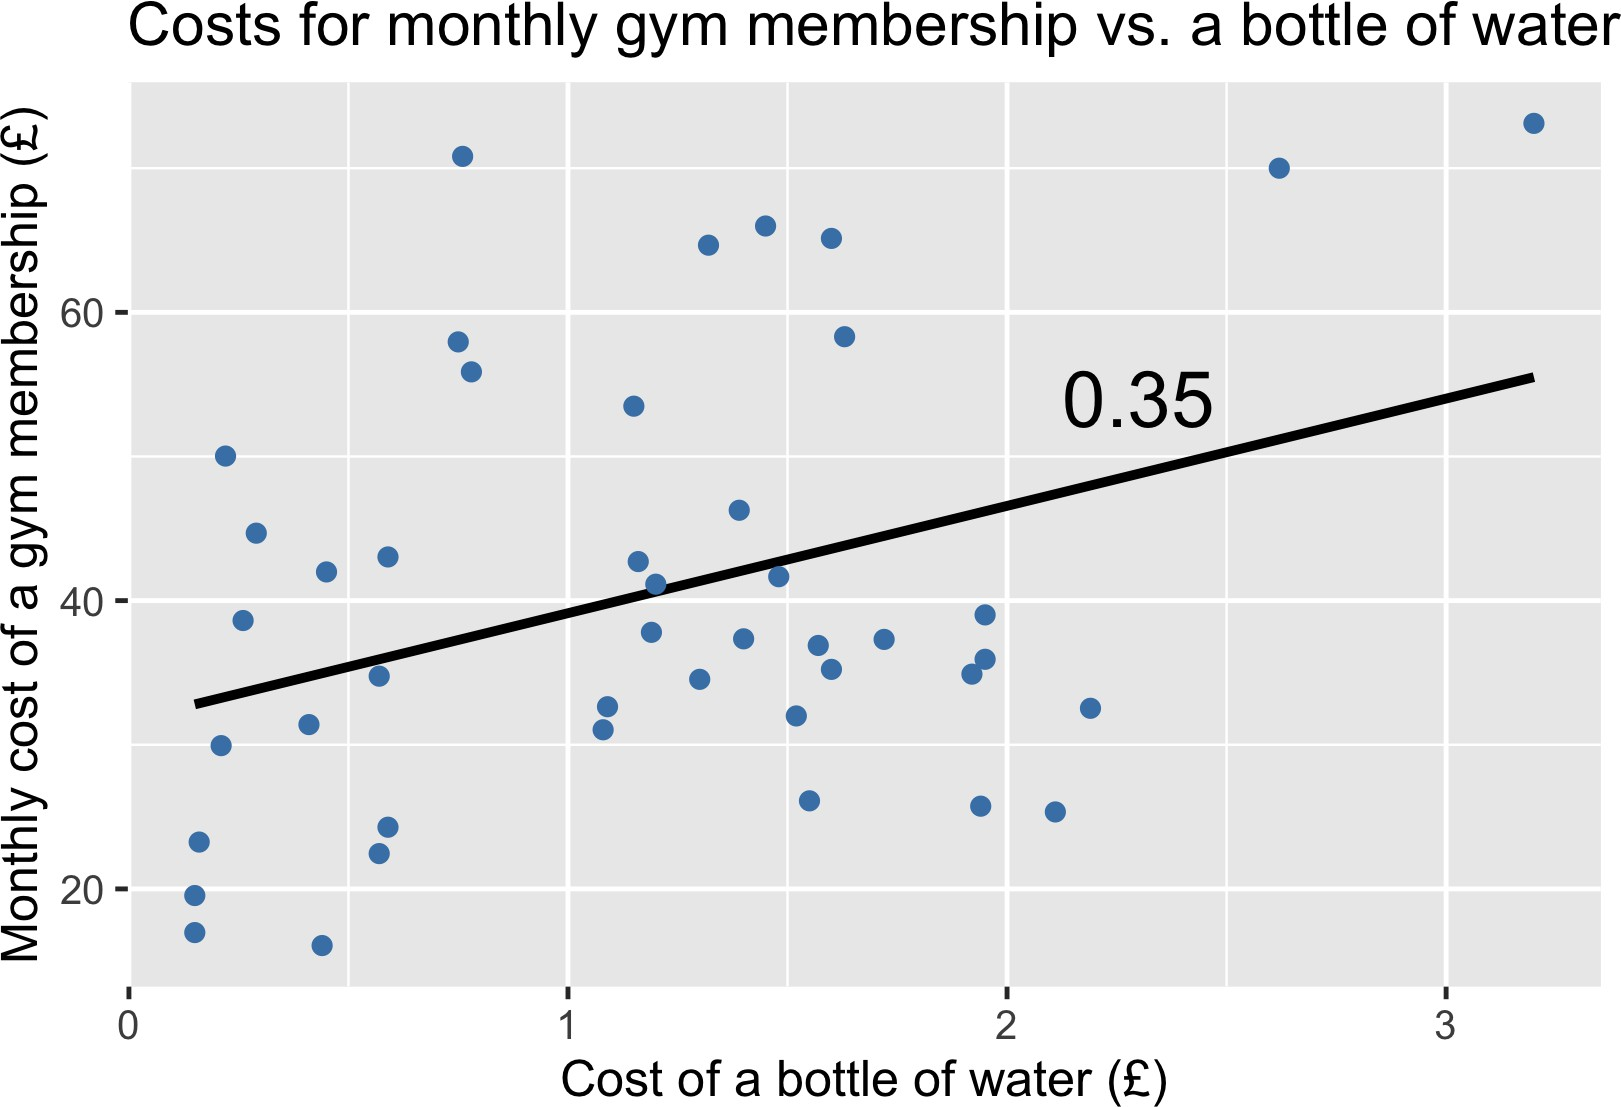 Costs for monthly gym membership vs. a bottle of water
Monthly cost of a gym membership (£)
60
40
20
0.35
0 1 2 3
Cost of a bottle of water (£)